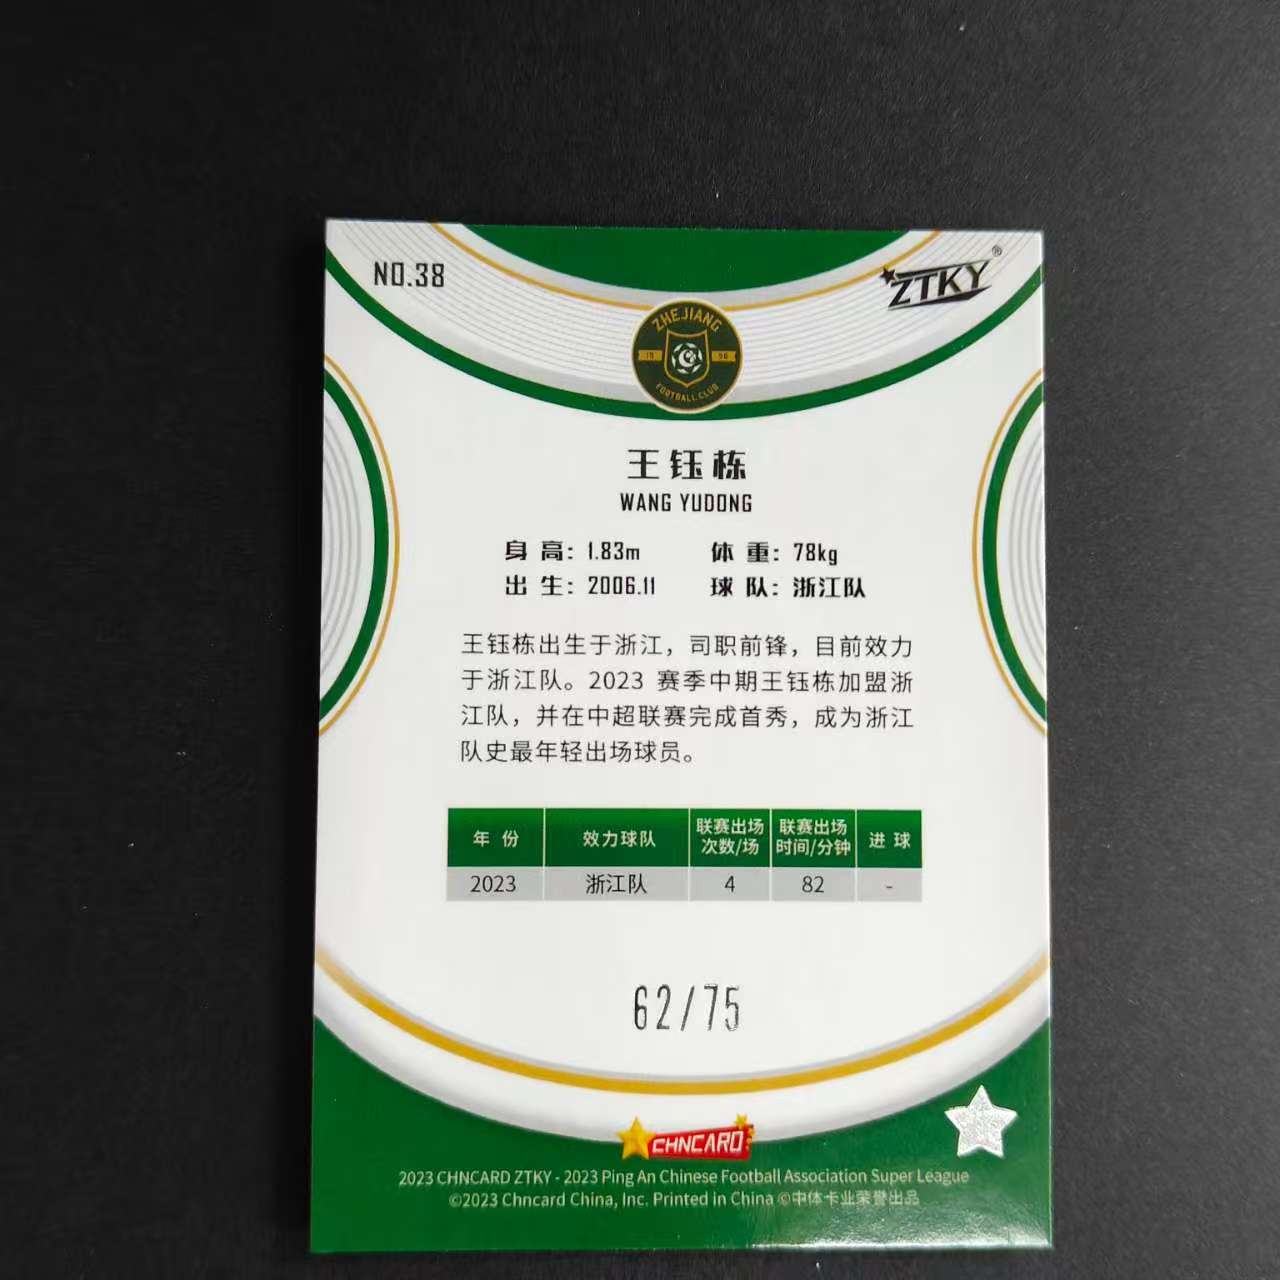 NO.38
ZTKY®
ZHEJIANG
19 98
FOOTBALL CLUB
王钰栋
WANG YUDONG
身 高: 1.83m 体 重: 78kg
出 生: 2006.11 球 队: 浙江队
王钰栋出生于浙江，司职前锋，目前效力
于浙江队。2023 赛季中期王钰栋加盟浙
江队，并在中超联赛完成首秀，成为浙江
队史最年轻出场球员。
年 份 效力球队 联赛出场次数/场 联赛出场时间/分钟 进 球
2023 浙江队 4 82 -
62/75
CHNCARD
2023 CHNCARD ZTKY - 2023 Ping An Chinese Football Association Super League
©2023 Chncard China, Inc. Printed in China ©中体卡业荣誉出品